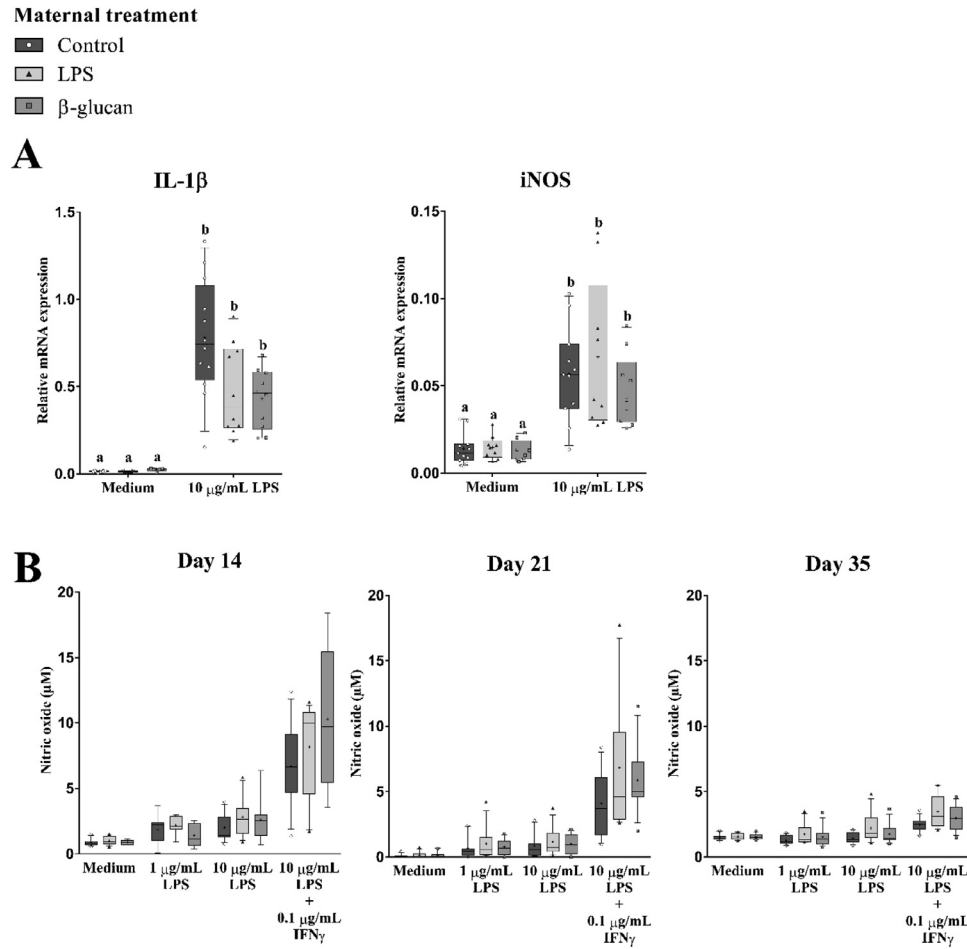 Maternal treatment
Control
LPS
β-glucan
A
IL-1β
iNOS
Relative mRNA expression
1.5
1.0
0.5
0.0
a
a
a
b
b
b
Medium
10 μg/mL LPS
Relative mRNA expression
0.15
0.10
0.05
0.00
a
a
a
b
b
b
Medium
10 μg/mL LPS
B
Day 14
Day 21
Day 35
Nitric oxide (μM)
20
15
10
5
0
Medium
1 μg/mL
LPS
10 μg/mL
LPS
10 μg/mL
LPS
+
0.1 μg/mL
IFNγ
Nitric oxide (μM)
20
15
10
5
0
Medium
1 μg/mL
LPS
10 μg/mL
LPS
10 μg/mL
LPS
+
0.1 μg/mL
IFNγ
Nitric oxide (μM)
20
15
10
5
0
Medium
1 μg/mL
LPS
10 μg/mL
LPS
10 μg/mL
LPS
+
0.1 μg/mL
IFNγ